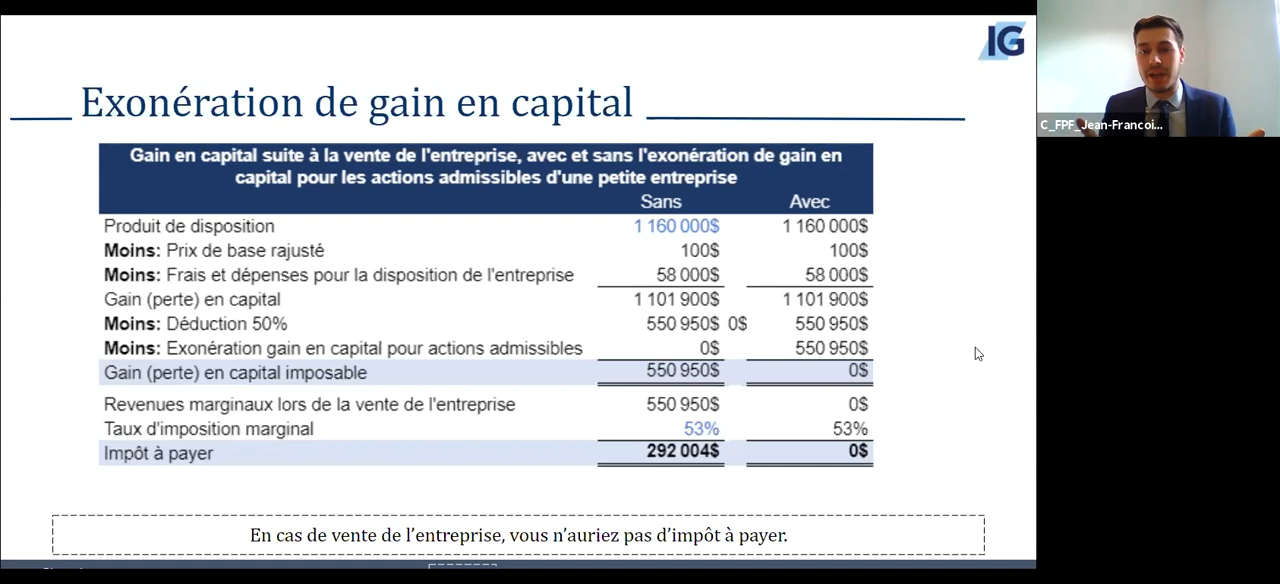 IG
Exonération de gain en capital
Gain en capital suite à la vente de l'entreprise, avec et sans l'exonération de gain en
capital pour les actions admissibles d'une petite entreprise
Sans Avec
Produit de disposition 1 160 000$ 1 160 000$
Moins: Prix de base rajusté 100$ 100$
Moins: Frais et dépenses pour la disposition de l'entreprise 58 000$ 58 000$
Gain (perte) en capital 1 101 900$ 1 101 900$
Moins: Déduction 50% 550 950$ 0$ 550 950$
Moins: Exonération gain en capital pour actions admissibles 0$ 550 950$
Gain (perte) en capital imposable 550 950$ 0$
Revenues marginaux lors de la vente de l'entreprise 550 950$ 0$
Taux d'imposition marginal 53% 53%
Impôt à payer 292 004$ 0$
En cas de vente de l'entreprise, vous n'auriez pas d'impôt à payer.
C_FPF_Jean-Francoi...